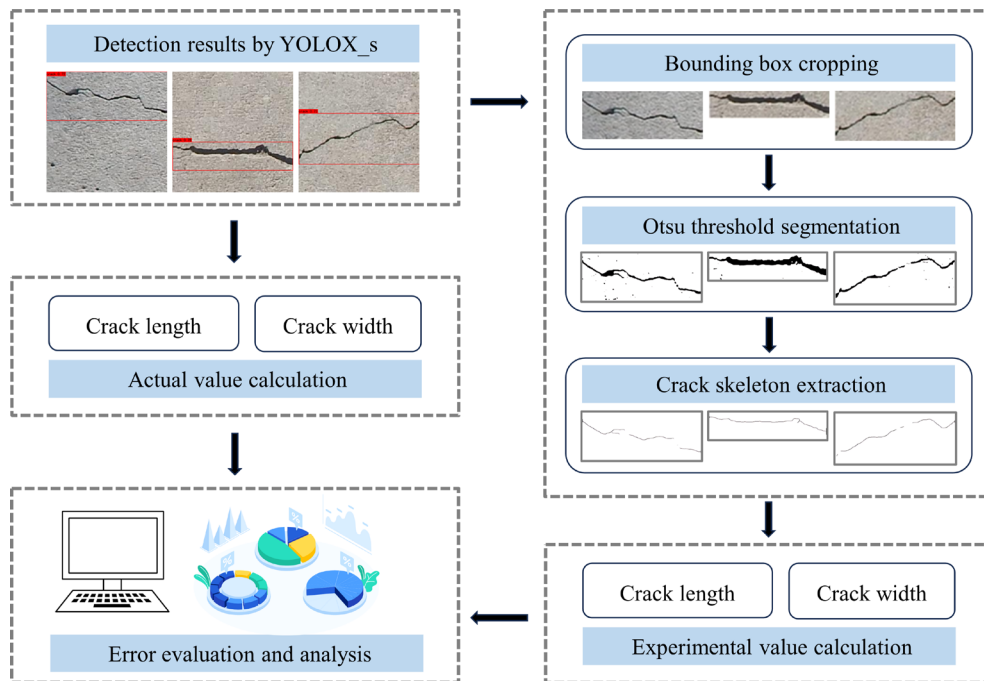 Detection results by YOLOX_s
Bounding box cropping
Otsu threshold segmentation
Crack skeleton extraction
Crack length
Crack width
Actual value calculation
Crack length
Crack width
Experimental value calculation
Error evaluation and analysis